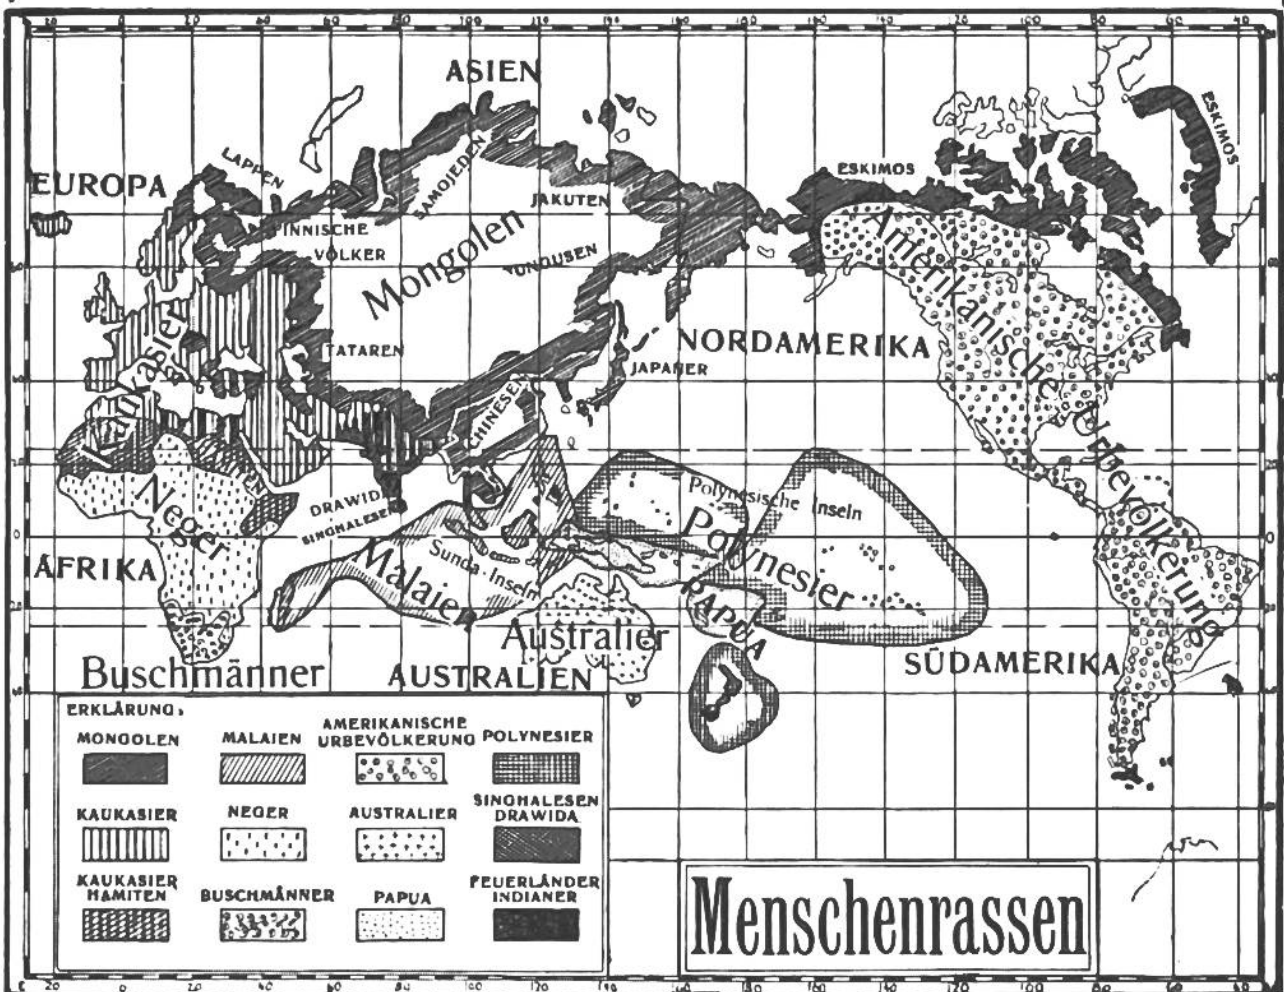 ASIEN
EUROPA
LAPPEN
SAMOJEDEN
JAKUTEN
ESKIMOS
ESKIMOS
INNISCHE
VÖLKER
Mongolen
TUNGUSEN
TATAREN
JAPANER
CHINESEN
NORDAMERIKA
Amerikanische Urbevölkerung
Kaukasier
Neger
DRAWIDA
SINGHALESEN
AFRIKA
Malaien
Sunda-Inseln
Polynesische Inseln
Polynesier
PAPUA
Australier
Buschmänner
AUSTRALIEN
SÜDAMERIKA
ERKLÄRUNG:
MONGOLEN
MALAIEN
AMERIKANISCHE
URBEVÖLKERUNG
POLYNESIER
KAUKASIER
NEGER
AUSTRALIER
SINGHALESEN
DRAWIDA
KAUKASIER
HAMITEN
BUSCHMÄNNER
PAPUA
FEUERLÄNDER
INDIANER
Menschenrassen